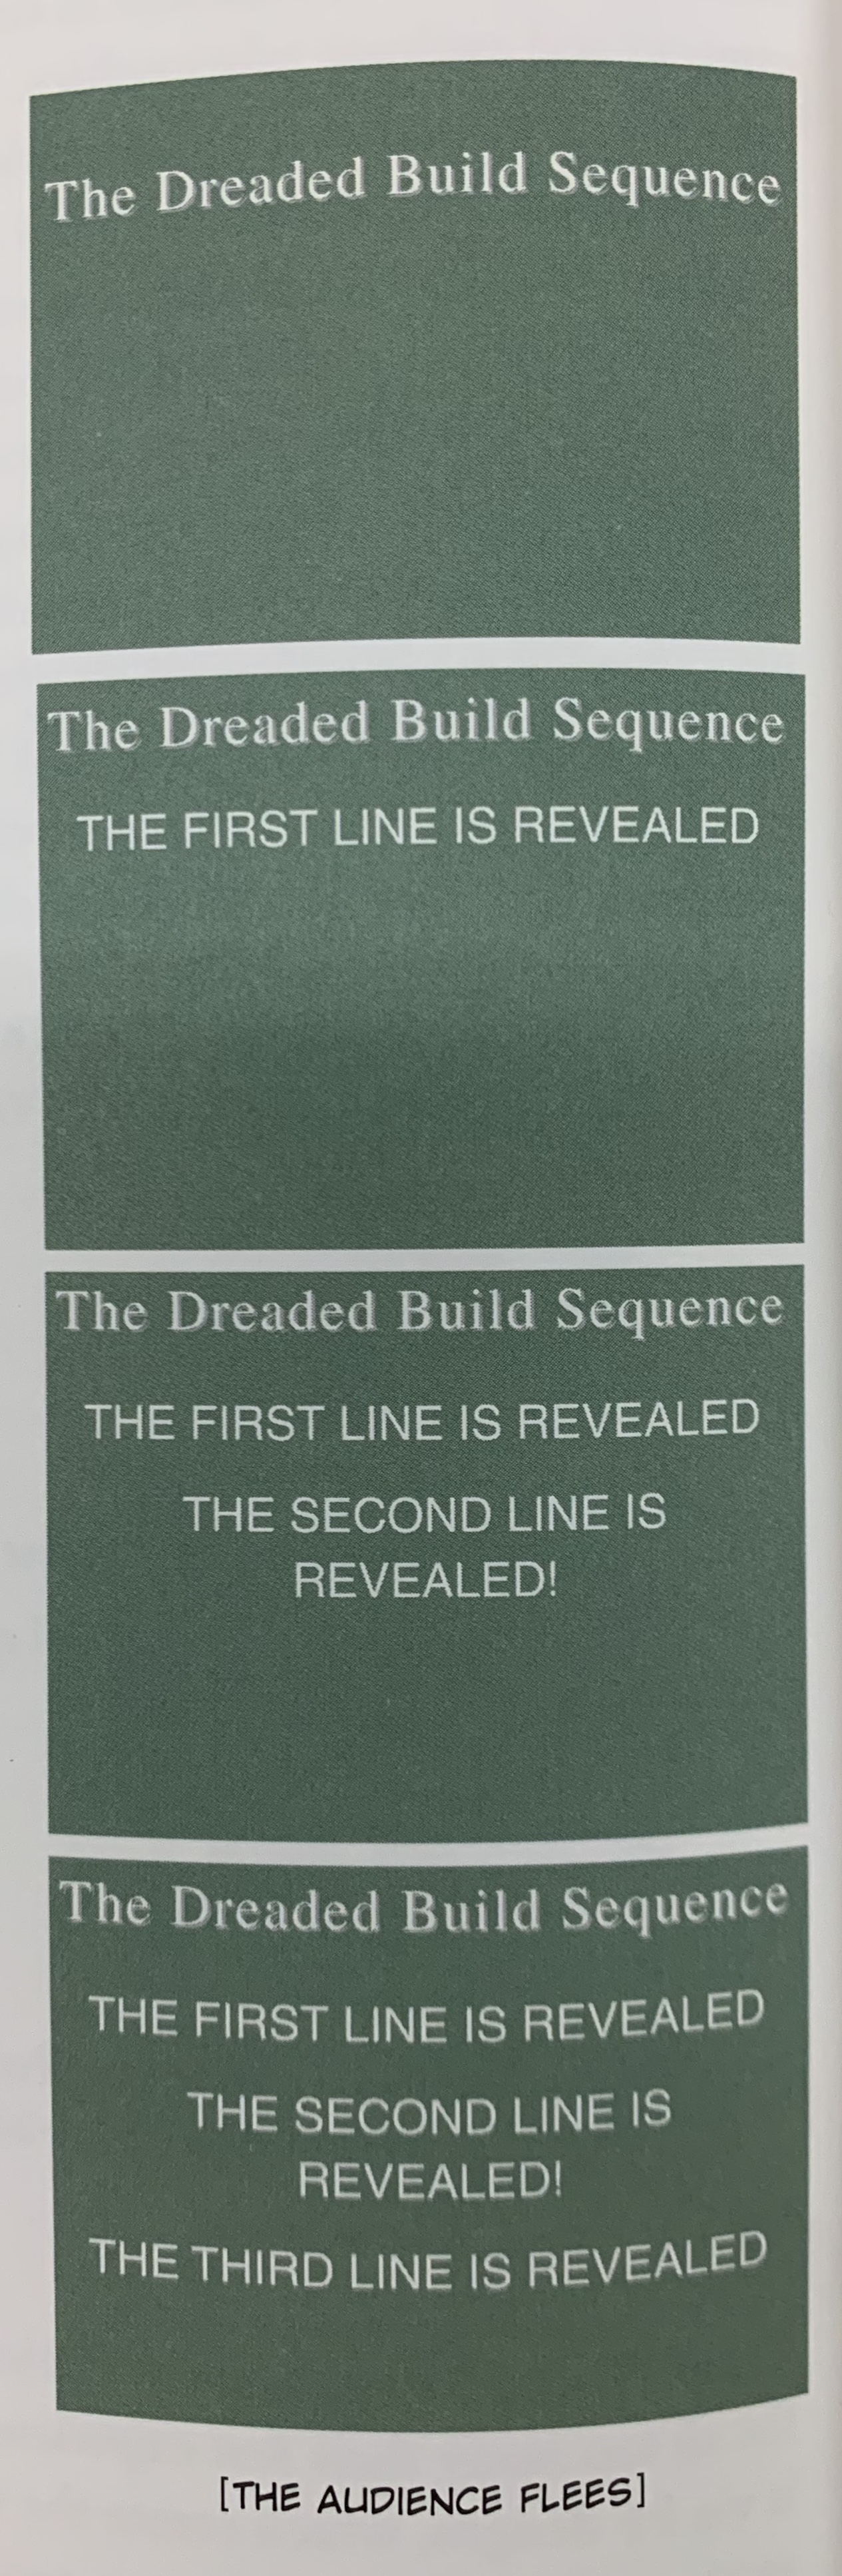 The Dreaded Build Sequence
The Dreaded Build Sequence
THE FIRST LINE IS REVEALED
The Dreaded Build Sequence
THE FIRST LINE IS REVEALED
THE SECOND LINE IS
REVEALED!
The Dreaded Build Sequence
THE FIRST LINE IS REVEALED
THE SECOND LINE IS
REVEALED!
THE THIRD LINE IS REVEALED
[THE AUDIENCE FLEES]